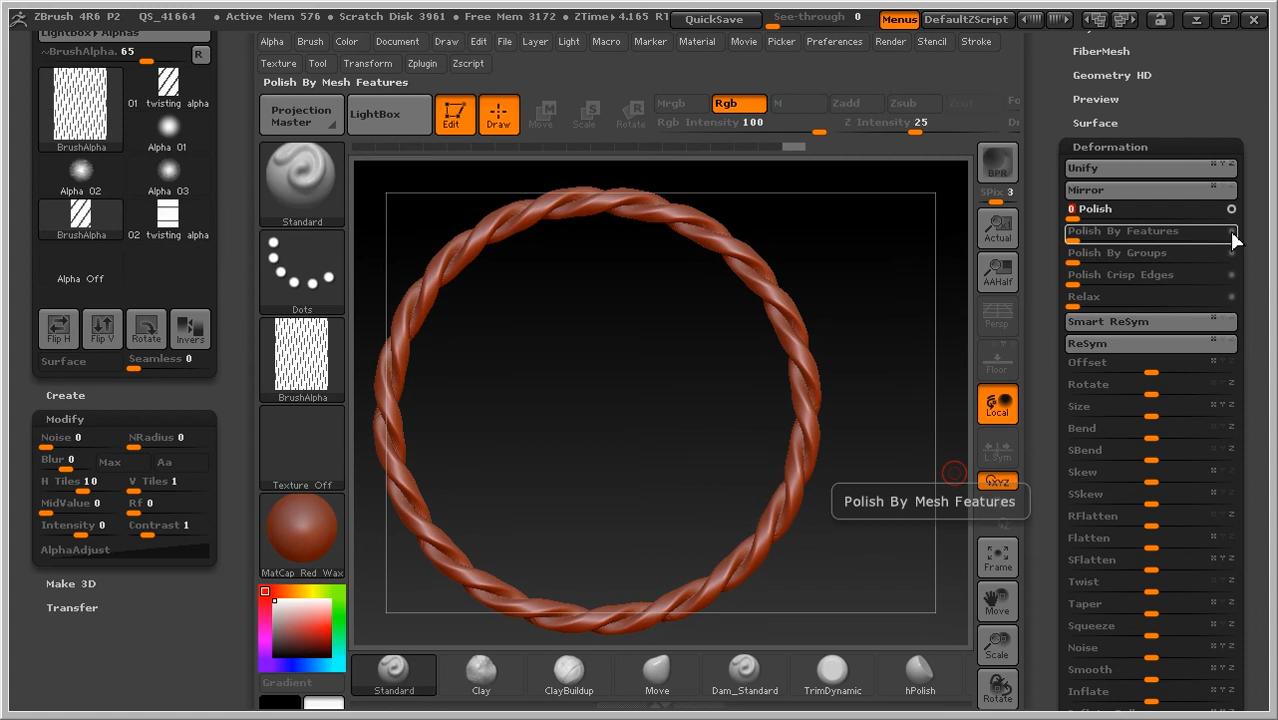 ZBrush 4R6 P2 QS_41664 • Active Mem 576 • Scratch Disk 3961 • Free Mem 3172 • ZTime▸4.165 RT
QuickSave
See-through 0
Menus
DefaultZScript
Lightbox▸Alphas
BrushAlpha. 65
R
BrushAlpha
01 twisting alpha
Alpha 01
Alpha 02
Alpha 03
BrushAlpha
02 twisting alpha
Alpha Off
Flip H
Flip V
Rotate
Invers
Surface
Seamless 0
Create
Modify
Noise 0
NRadius 0
Blur 0
Max
Aa
H Tiles 10
V Tiles 1
MidValue 0
Rf 0
Intensity 0
Contrast 1
AlphaAdjust
Make 3D
Transfer
Alpha Brush Color Document Draw Edit File Layer Light Macro Marker Material Movie Picker Preferences Render Stencil Stroke
Texture Tool Transform Zplugin Zscript
Polish By Mesh Features
Projection
Master
LightBox
Edit
Draw
Move
Scale
Rotate
Mrgb
Rgb
M
Zadd
Zsub
Zcut
Fo
Rgb Intensity 100
Z Intensity 25
Standard
Dots
BrushAlpha
Texture Off
MatCap Red Wax
Gradient
BPR
SPix 3
Actual
AAHalf
Persp
Floor
Local
L.Sym
XYZ
Frame
Move
Scale
Rotate
Polish By Mesh Features
Standard
Clay
ClayBuildup
Move
Dam_Standard
TrimDynamic
hPolish
FiberMesh
Geometry HD
Preview
Surface
Deformation
Unify
Mirror
0 Polish
Polish By Features
Polish By Groups
Polish Crisp Edges
Relax
Smart ReSym
ReSym
Offset
Rotate
Size
Bend
SBend
Skew
SSkew
RFlatten
Flatten
SFlatten
Twist
Taper
Squeeze
Noise
Smooth
Inflate